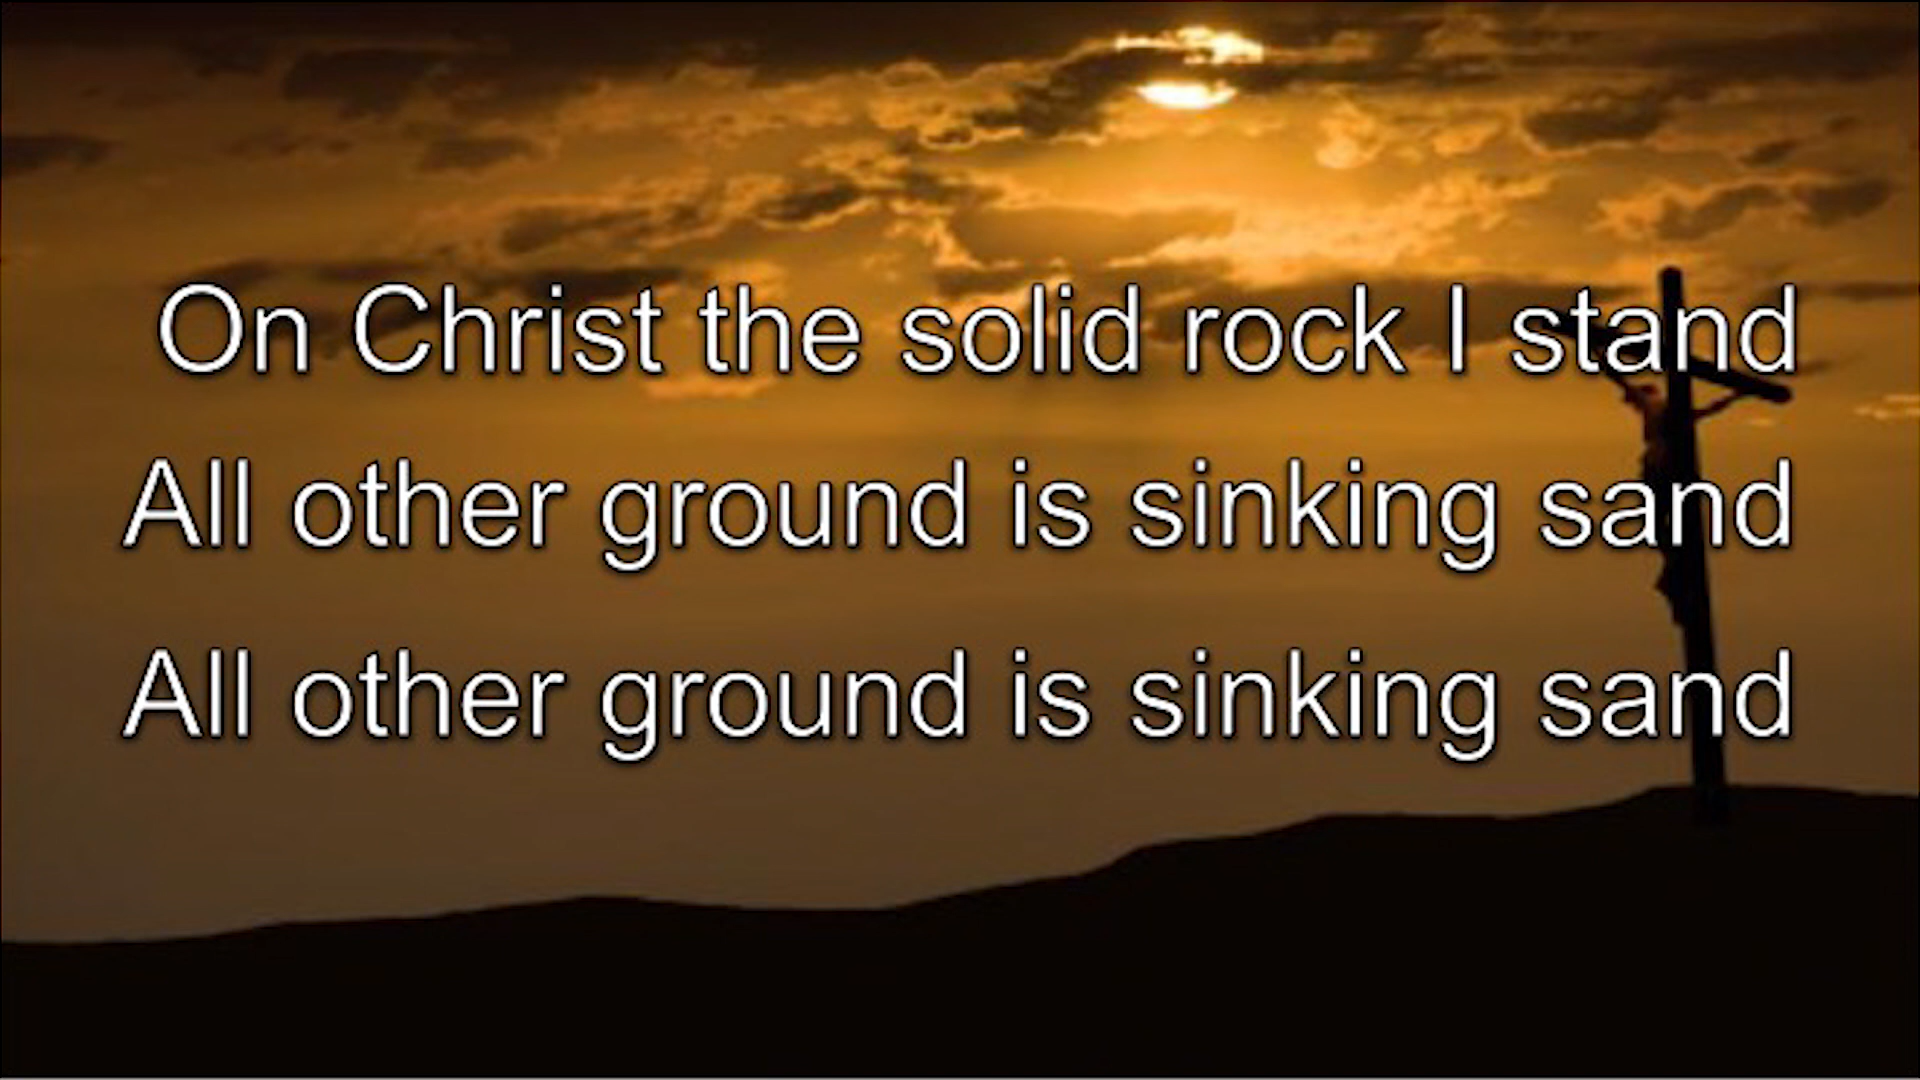 On Christ the solid rock I stand
All other ground is sinking sand
All other ground is sinking sand